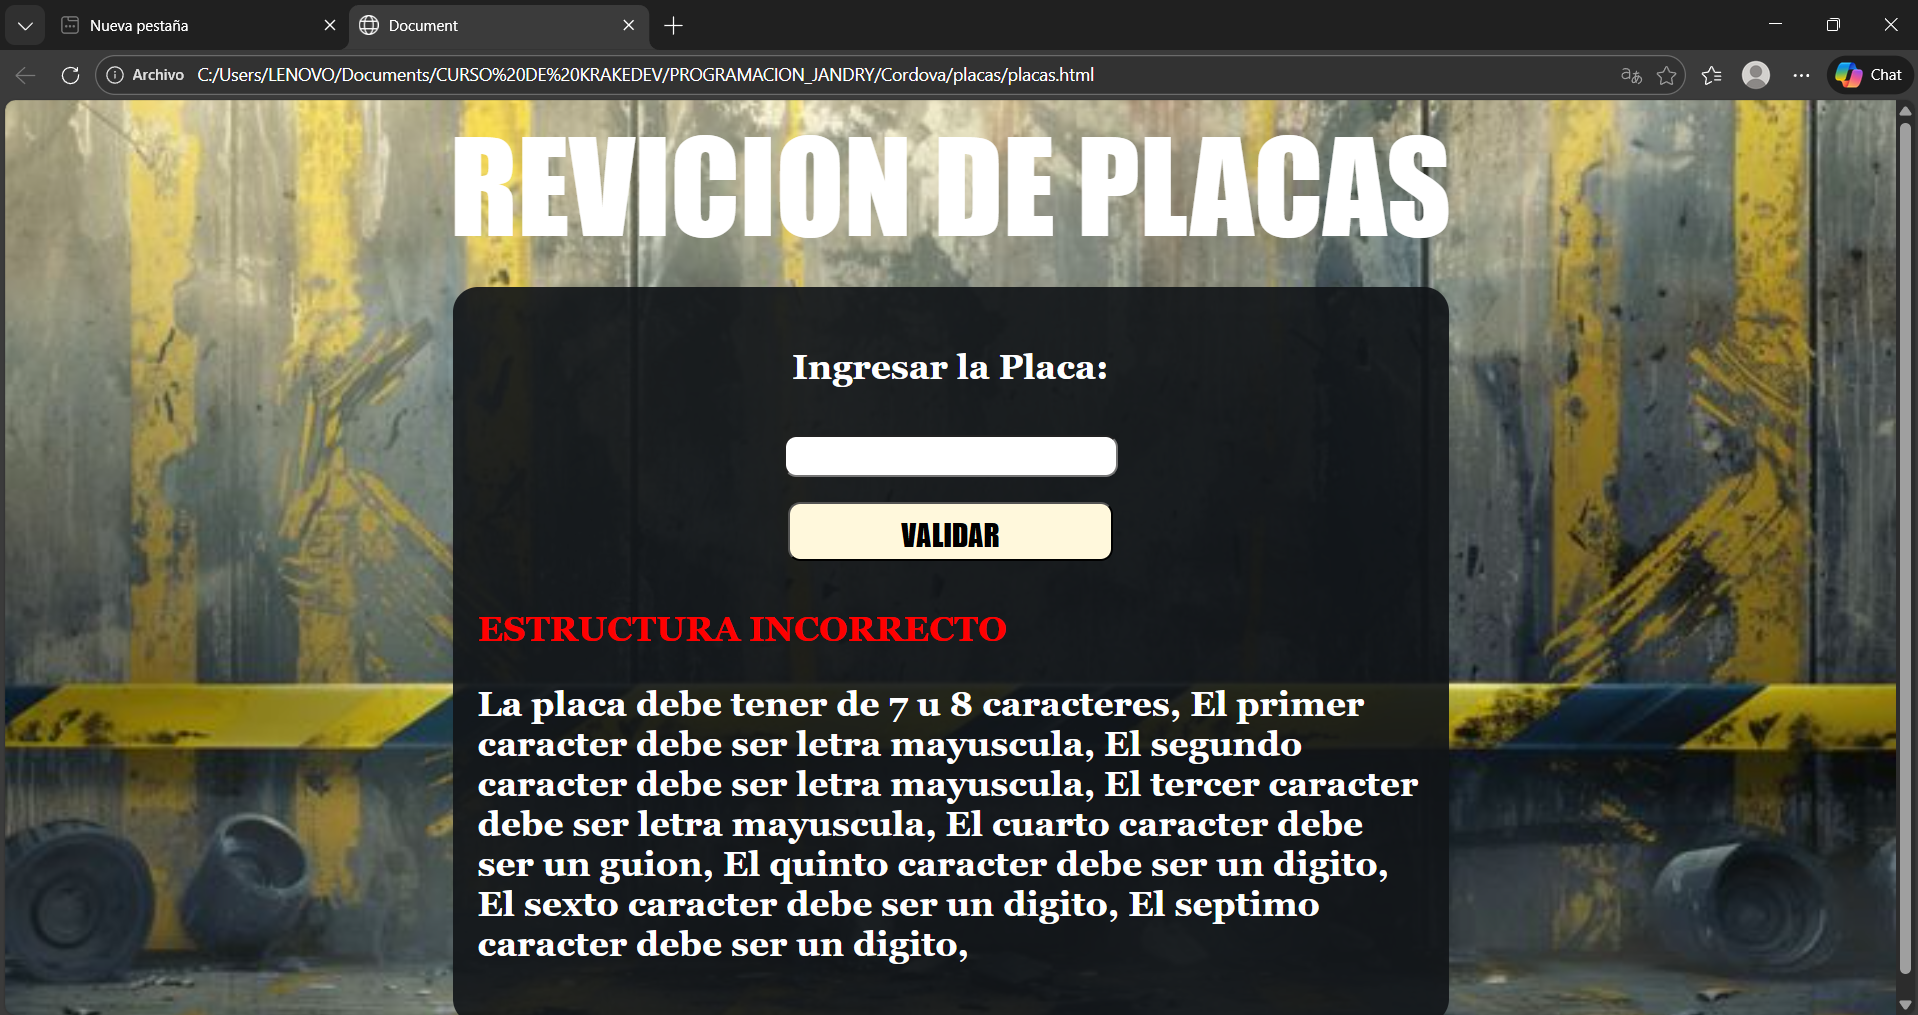 Nueva pestaña
Document
Archivo C:/Users/LENOVO/Documents/CURSO%20DE%20KRAKEDEV/PROGRAMACION_JANDRY/Cordova/placas/placas.html
Chat
REVICION DE PLACAS
Ingresar la Placa:
VALIDAR
ESTRUCTURA INCORRECTO
La placa debe tener de 7 u 8 caracteres, El primer
caracter debe ser letra mayuscula, El segundo
caracter debe ser letra mayuscula, El tercer caracter
debe ser letra mayuscula, El cuarto caracter debe
ser un guion, El quinto caracter debe ser un digito,
El sexto caracter debe ser un digito, El septimo
caracter debe ser un digito,